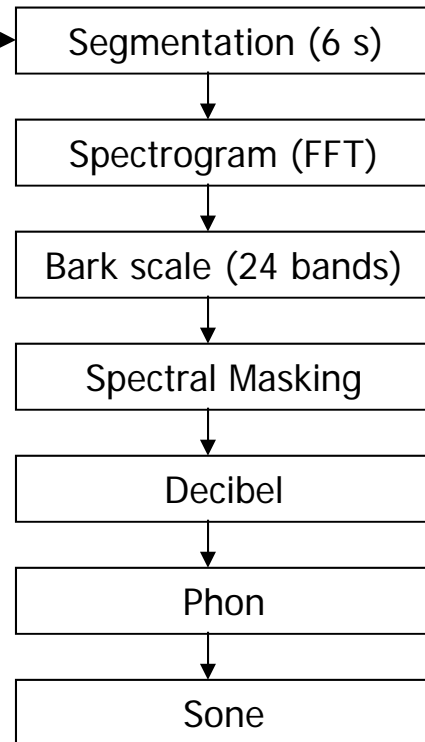 Segmentation (6 s)
Spectrogram (FFT)
Bark scale (24 bands)
Spectral Masking
Decibel
Phon
Sone